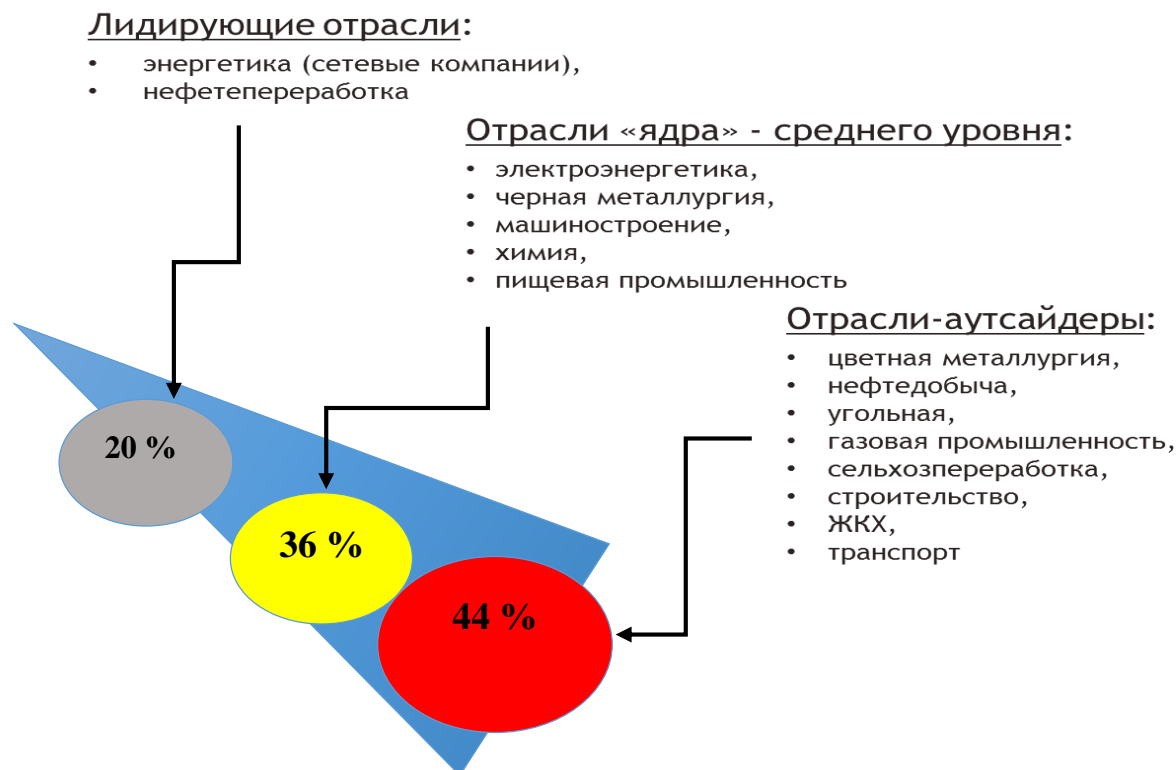 Лидирующие отрасли:
• энергетика (сетевые компании),
• нефетепереработка
Отрасли «ядра» - среднего уровня:
• электроэнергетика,
• черная металлургия,
• машиностроение,
• химия,
• пищевая промышленность
Отрасли-аутсайдеры:
• цветная металлургия,
• нефтедобыча,
• угольная,
• газовая промышленность,
• сельхозпереработка,
• строительство,
• ЖКХ,
• транспорт
20 %
36 %
44 %